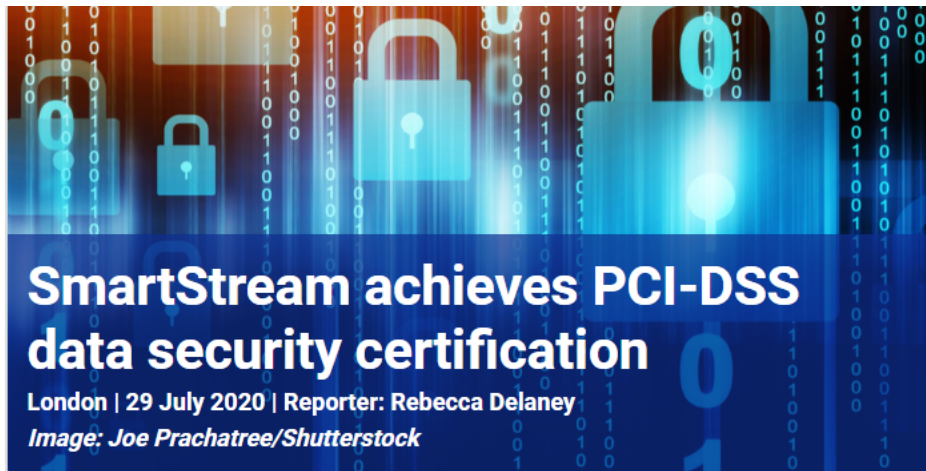 SmartStream achieves PCI-DSS
data security certification
London | 29 July 2020 | Reporter: Rebecca Delaney
Image: Joe Prachatree/Shutterstock